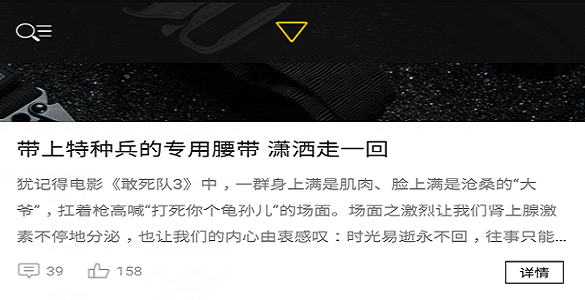 带上特种兵的专用腰带 潇洒走一回
犹记得电影《敢死队3》中，一群身上满是肌肉、脸上满是沧桑的“大
爷”，扛着枪高喊“打死你个龟孙儿”的场面。场面之激烈让我们肾上腺激
素不停地分泌，也让我们的内心由衷感叹：时光易逝永不回，往事只能...
39 158 详情